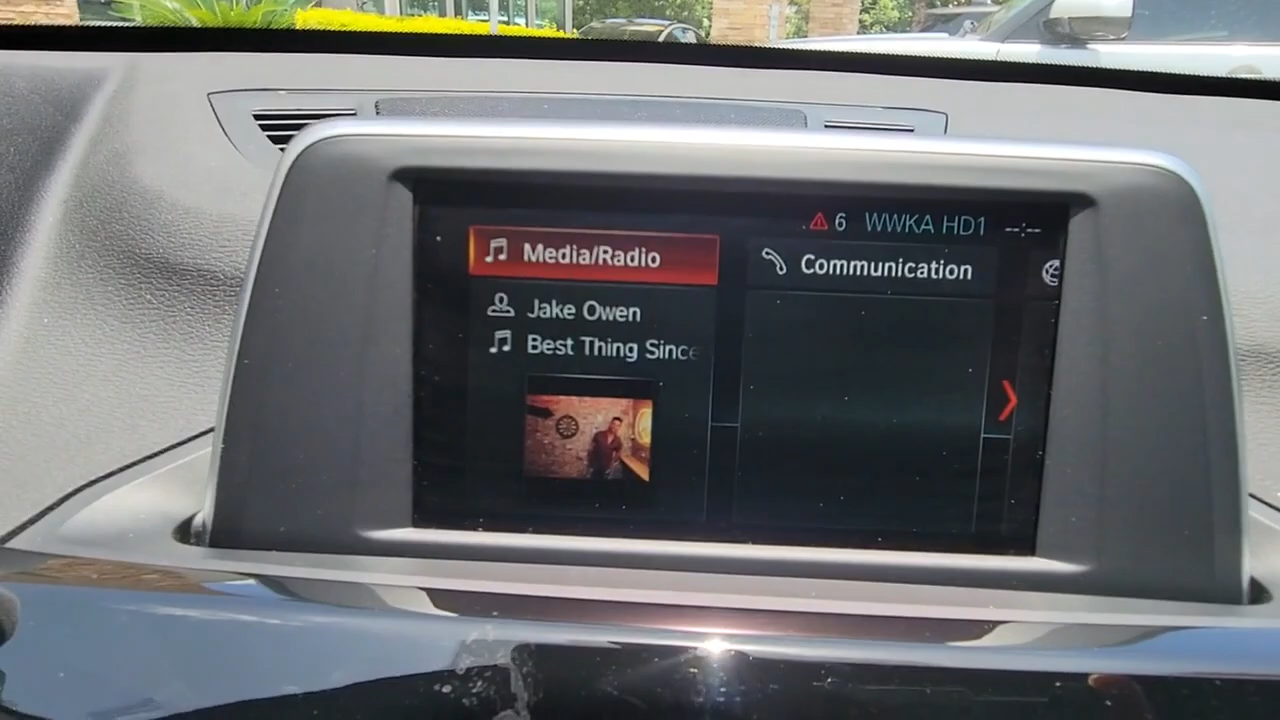 6 WWKA HD1 --:--
Media/Radio
Communication
Jake Owen
Best Thing Since